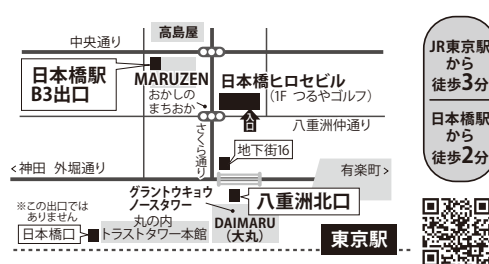 中央通り
高島屋
日本橋駅
B3出口
MARUZEN
おかしの
まちおか
日本橋ヒロセビル
(1F つるやゴルフ)
入口
さくら通り
八重洲仲通り
地下街16
<神田 外堀通り
有楽町>
グラントウキョウ
ノースタワー
八重洲北口
※この出口では
ありません
日本橋口
丸の内
トラストタワー本館
DAIMARU
(大丸)
東京駅
JR東京駅
から
徒歩3分
日本橋駅
から
徒歩2分